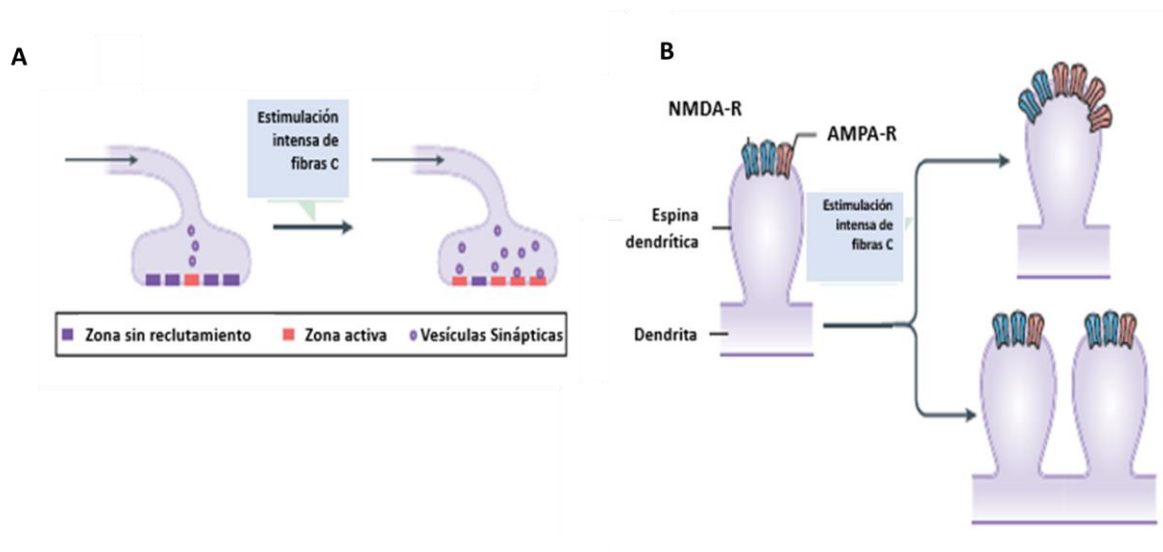 A
Estimulación
intensa de
fibras C
Zona sin reclutamiento
Zona activa
Vesículas Sinápticas
B
NMDA-R
AMPA-R
Espina
dendrítica
Estimulación
intensa de
fibras C
Dendrita